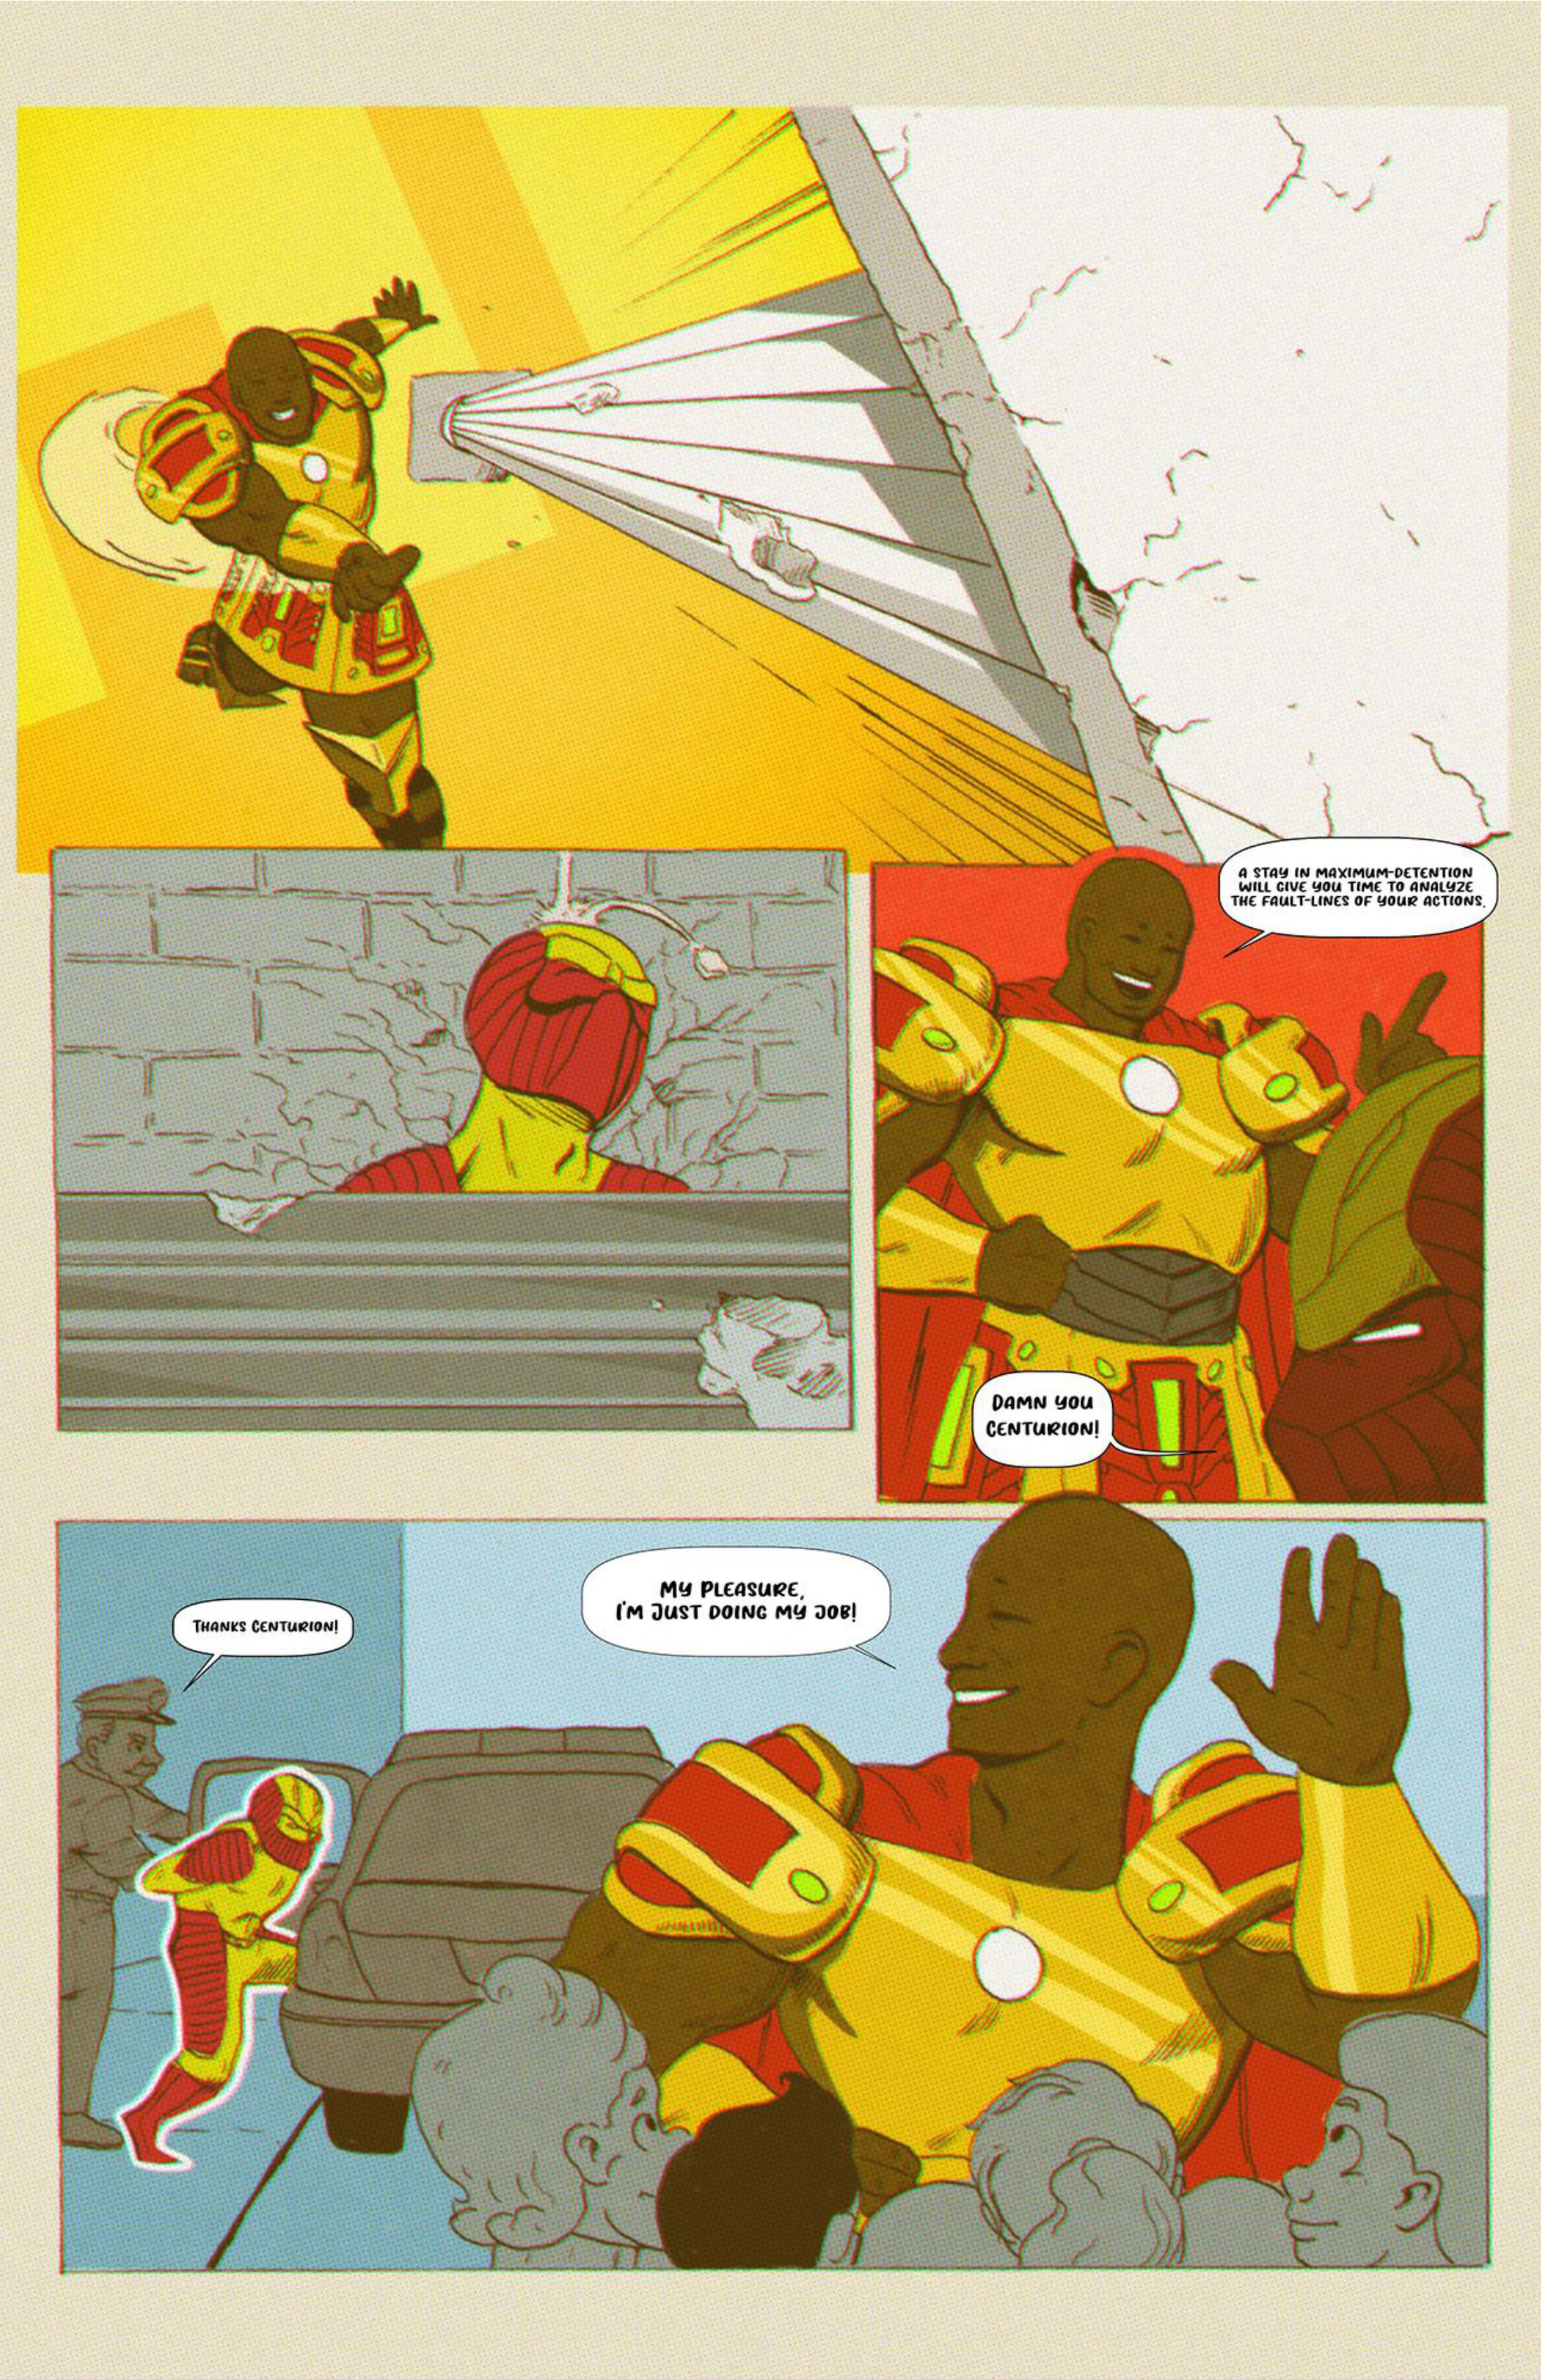 A STAY IN MAXIMUM-DETENTION
WILL GIVE YOU TIME TO ANALYZE
THE FAULT-LINES OF YOUR ACTIONS.
DAMN YOU
CENTURION!
THANKS CENTURION!
MY PLEASURE,
I'M JUST DOING MY JOB!